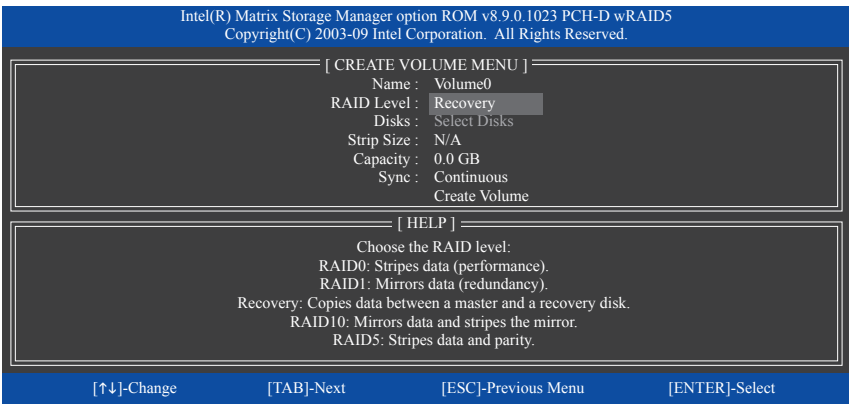 Intel(R) Matrix Storage Manager option ROM v8.9.0.1023 PCH-D wRAID5
Copyright(C) 2003-09 Intel Corporation. All Rights Reserved.
[ CREATE VOLUME MENU ]
Name : Volume0
RAID Level : Recovery
Disks : Select Disks
Strip Size : N/A
Capacity : 0.0 GB
Sync : Continuous
Create Volume
[ HELP ]
Choose the RAID level:
RAID0: Stripes data (performance).
RAID1: Mirrors data (redundancy).
Recovery: Copies data between a master and a recovery disk.
RAID10: Mirrors data and stripes the mirror.
RAID5: Stripes data and parity.
[↑↓]-Change [TAB]-Next [ESC]-Previous Menu [ENTER]-Select